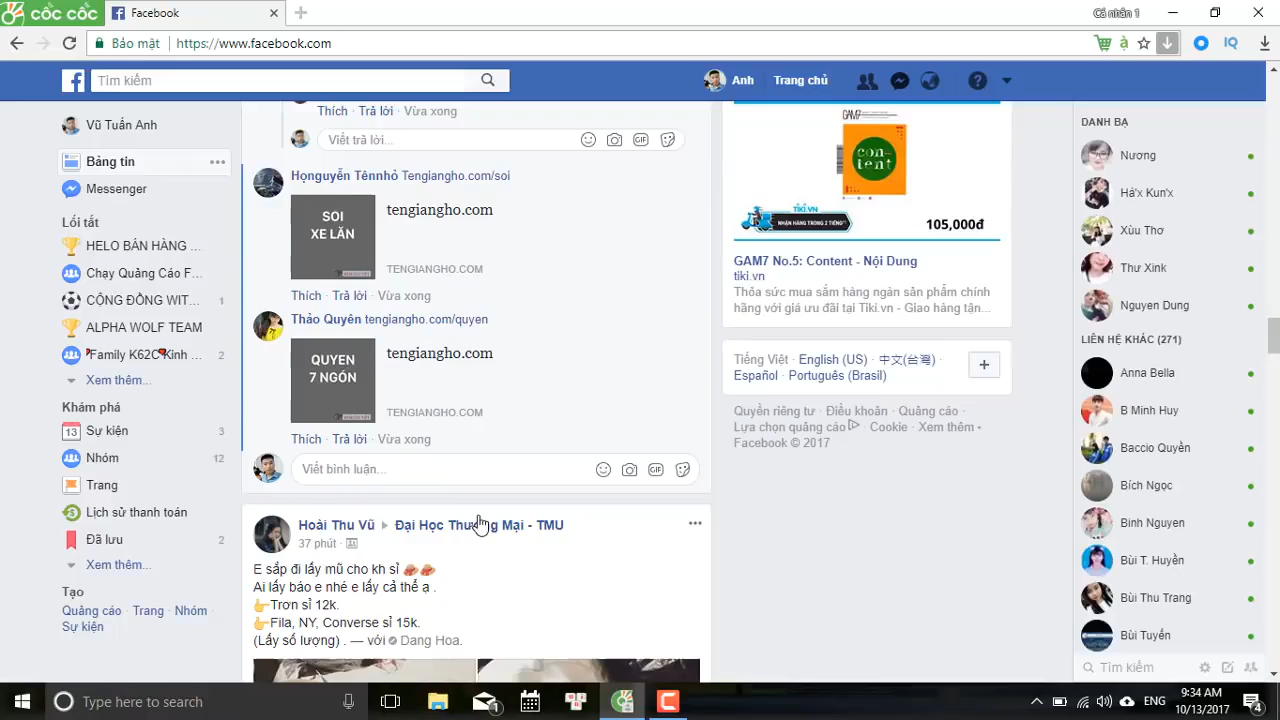 cốc cốc
Facebook
Cá nhân 1
Bảo mật
https://www.facebook.com
Tìm kiếm
Anh
Trang chủ
Vũ Tuấn Anh
Bảng tin
Messenger
Lối tắt
HELO BÁN HÀNG ...
Chạy Quảng Cáo F...
CỘNG ĐỒNG WIT... 1
ALPHA WOLF TEAM
Family K62C Kinh ... 2
Xem thêm...
Khám phá
13 Sự kiện 3
Nhóm 12
Trang
Lịch sử thanh toán
Đã lưu 2
Xem thêm...
Tạo
Quảng cáo · Trang · Nhóm ·
Sự kiện
Thích · Trả lời · Vừa xong
Viết trả lời...
GIF
Họnguyễn Tênnhỏ Tengiangho.com/soi
SOI
XE LĂN
tengiangho.com
TENGIANGHO.COM
Thích · Trả lời · Vừa xong
Thảo Quyên tengiangho.com/quyen
QUYEN
7 NGÓN
tengiangho.com
TENGIANGHO.COM
Thích · Trả lời · Vừa xong
Viết bình luận...
GIF
Hoài Thu Vũ ▸ Đại Học Thương Mại - TMU
37 phút ·
E sắp đi lấy mũ cho kh sỉ
Ai lấy báo e nhé e lấy cả thể ạ .
Trơn sỉ 12k.
Fila, NY, Converse sỉ 15k.
(Lấy số lượng) . — với Dang Hoa.
GAM7
con-
tent
TIKI.VN
NHẬN HÀNG TRONG 2 TIẾNG
105,000đ
GAM7 No.5: Content - Nội Dung
tiki.vn
Thỏa sức mua sắm hàng ngàn sản phẩm chính
hãng với giá ưu đãi tại Tiki.vn - Giao hàng tận...
Tiếng Việt · English (US) · 中文(台灣) ·
Español · Português (Brasil)
Quyền riêng tư · Điều khoản · Quảng cáo ·
Lựa chọn quảng cáo · Cookie · Xem thêm
Facebook © 2017
DANH BẠ
Nương
Há'x Kun'x
Xùu Thơ
Thư Xink
Nguyen Dung
LIÊN HỆ KHÁC (271)
Anna Bella
B Minh Huy
Baccio Quyền
Bích Ngọc
Binh Nguyen
Bùi T. Huyền
Bùi Thu Trang
Bùi Tuyến
Tìm kiếm
Type here to search
1
ENG
9:34 AM
10/13/2017
4